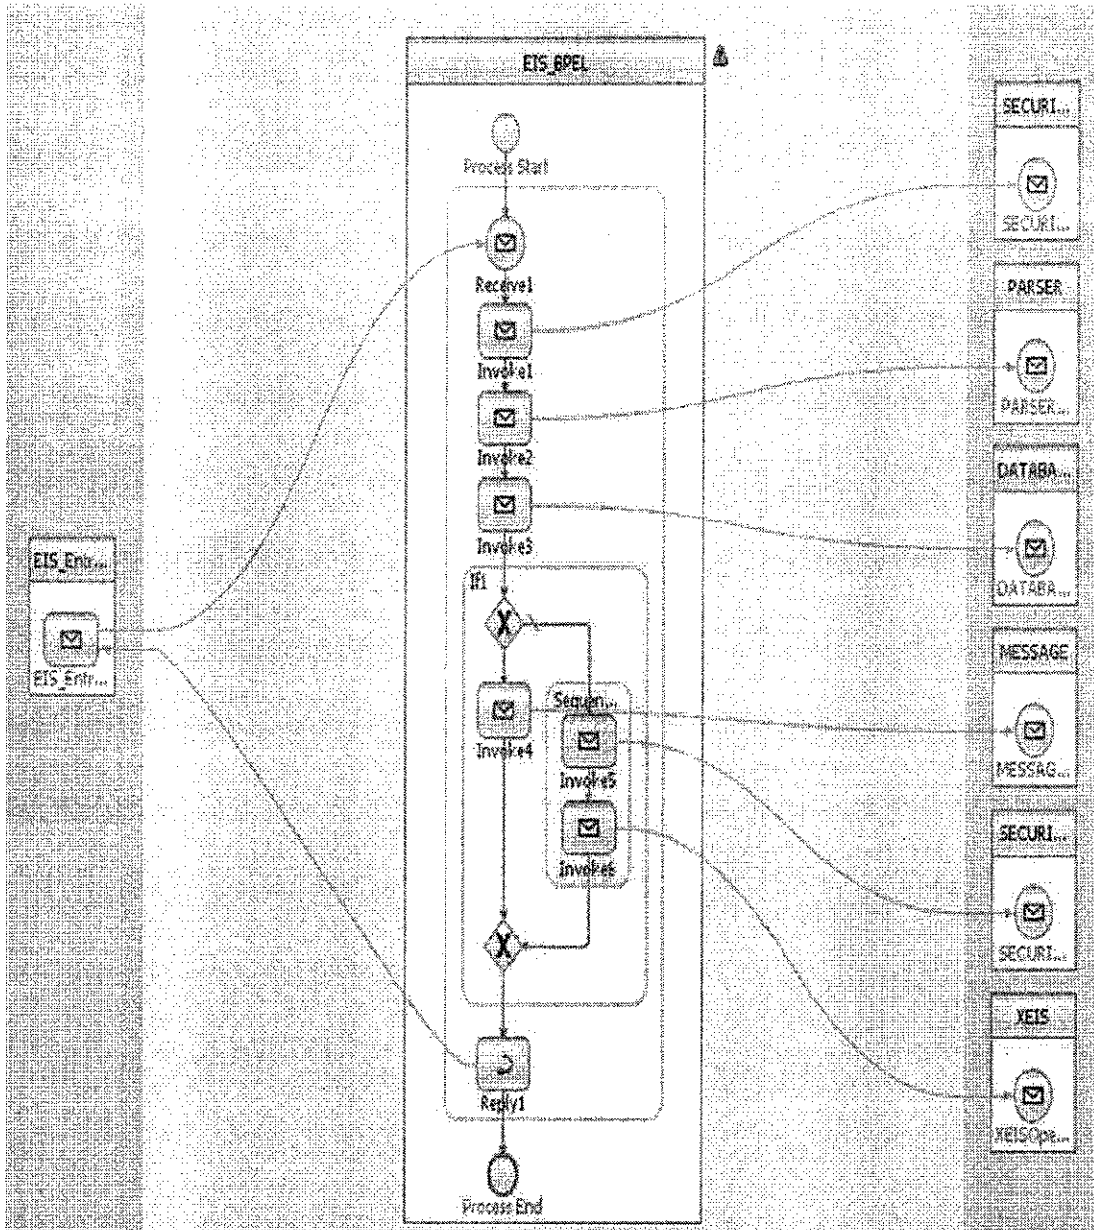 EIS_BPEL
Process Start
Receive1
Invoke1
Invoke2
Invoke3
If1
Invoke4
Sequen...
Invoke5
Invoke6
Reply1
Process End
EIS_Entr...
EIS_Entr...
SECURI...
SECURI...
PARSER
PARSER...
DATABA...
DATABA...
MESSAGE
MESSAG...
SECURI...
SECURI...
XEIS
XEISOpe...